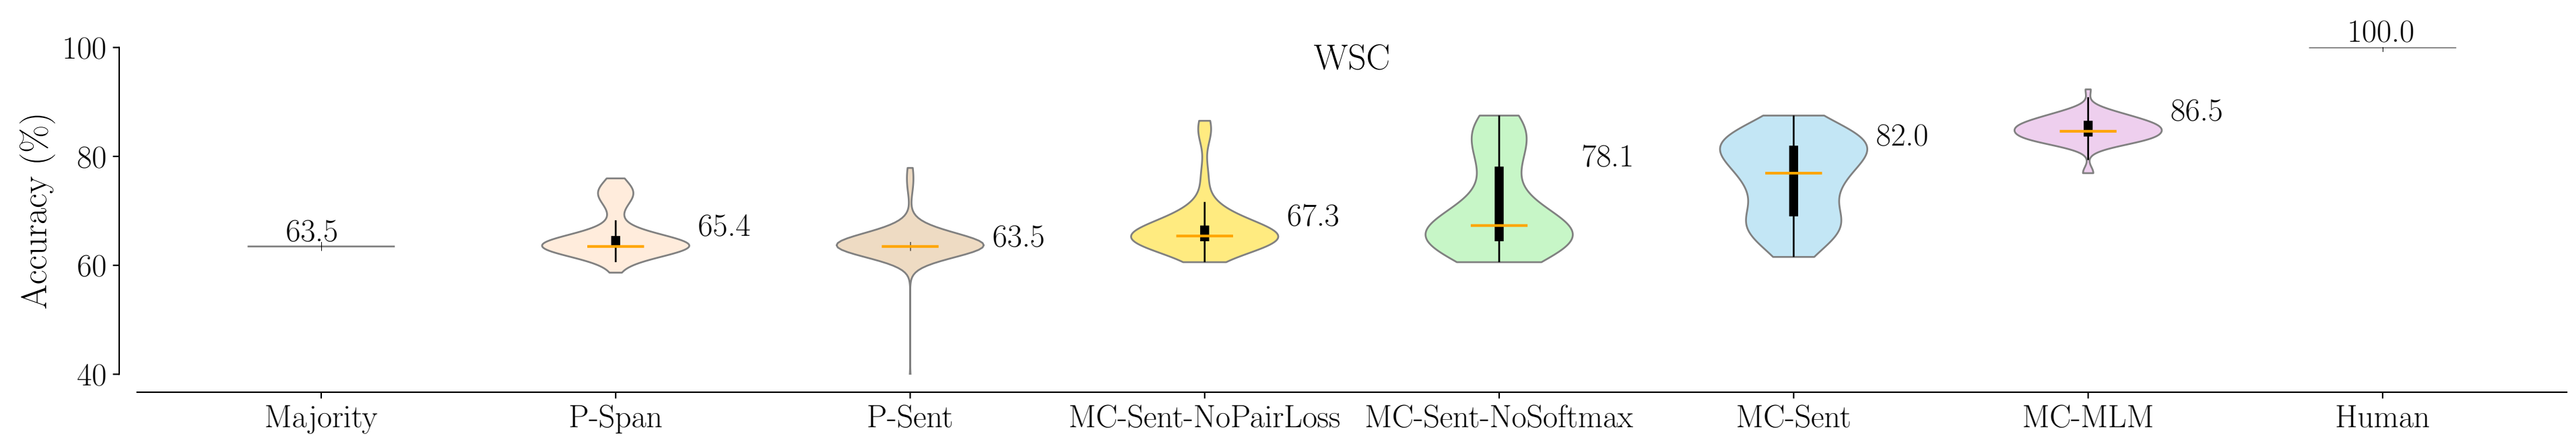 WSC
Accuracy (%)
100
80
60
40
63.5
65.4
63.5
67.3
78.1
82.0
86.5
100.0
Majority
P-Span
P-Sent
MC-Sent-NoPairLoss
MC-Sent-NoSoftmax
MC-Sent
MC-MLM
Human